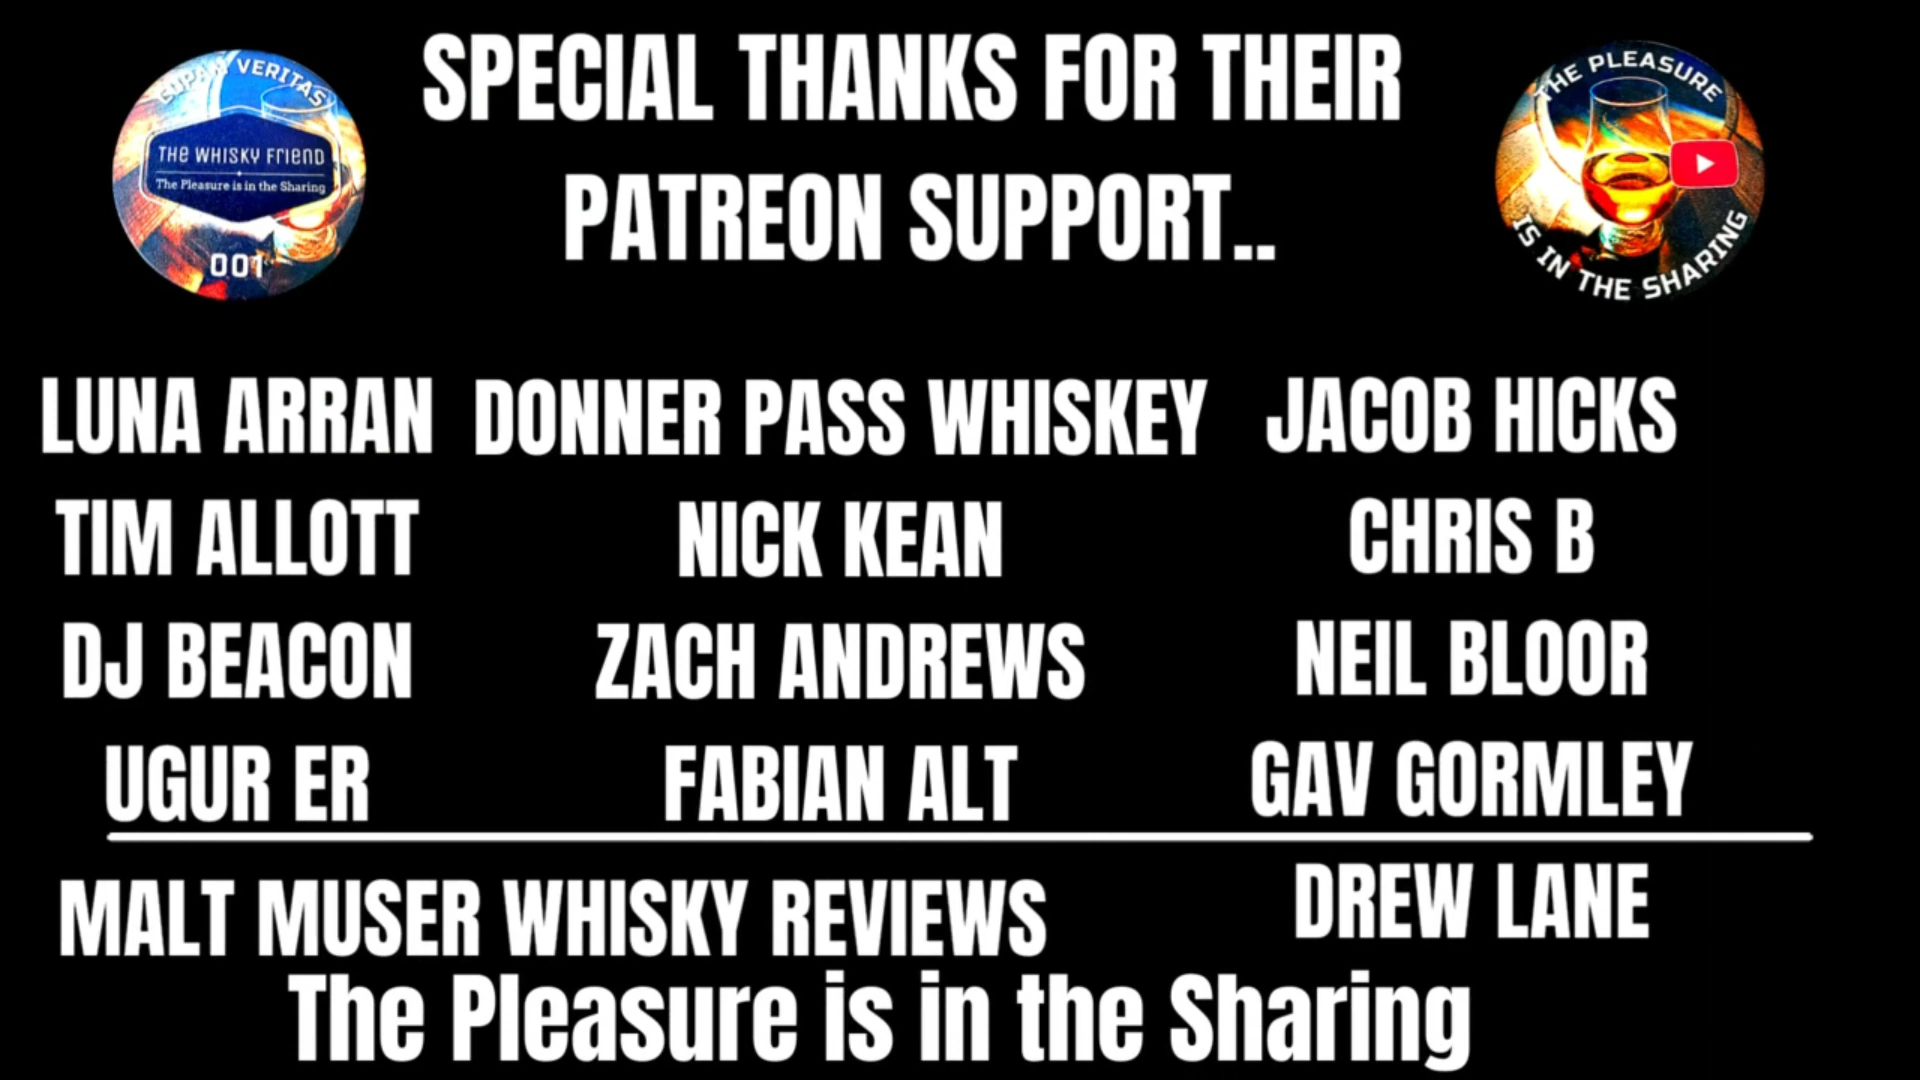 SPECIAL THANKS FOR THEIR
PATREON SUPPORT..
VERITAS
THE WHISKY FRIEND
The Pleasure is in the Sharing
001
THE PLEASURE
IS IN THE SHARING
LUNA ARRAN DONNER PASS WHISKEY JACOB HICKS
TIM ALLOTT NICK KEAN CHRIS B
DJ BEACON ZACH ANDREWS NEIL BLOOR
UGUR ER FABIAN ALT GAV GORMLEY
MALT MUSER WHISKY REVIEWS DREW LANE
The Pleasure is in the Sharing